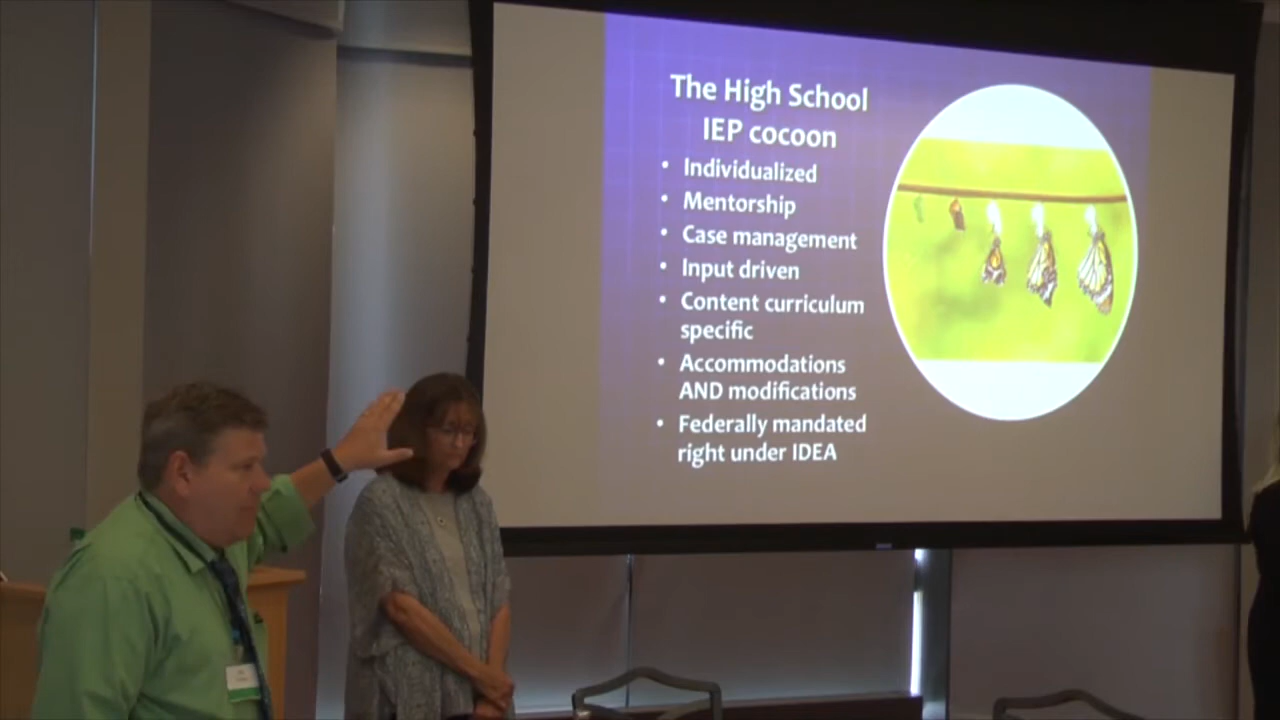 The High School
IEP cocoon
• Individualized
• Mentorship
• Case management
• Input driven
• Content curriculum
specific
• Accommodations
AND modifications
• Federally mandated
right under IDEA